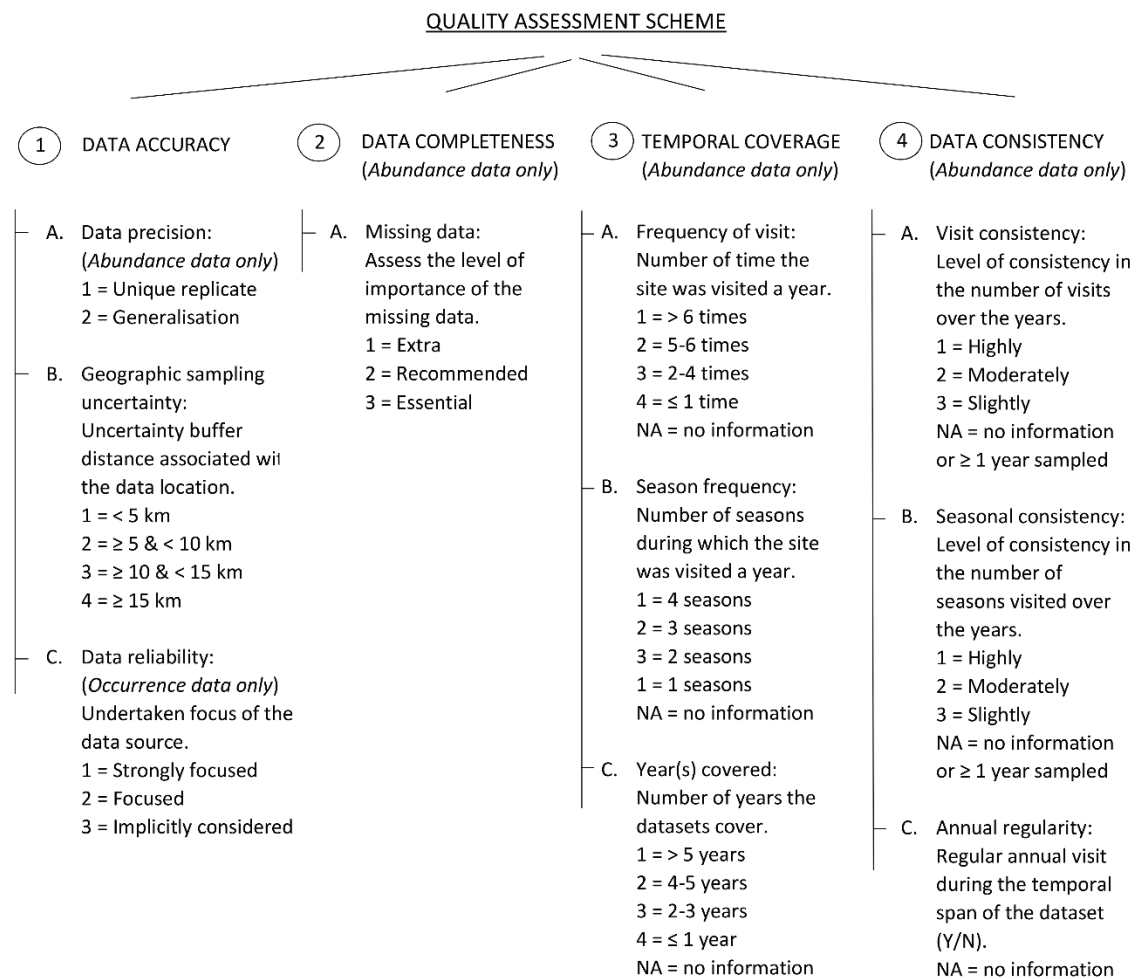 QUALITY ASSESSMENT SCHEME
1 DATA ACCURACY
A. Data precision:
(Abundance data only)
1 = Unique replicate
2 = Generalisation
B. Geographic sampling
uncertainty:
Uncertainty buffer
distance associated wit
the data location.
1 = < 5 km
2 = ≥ 5 & < 10 km
3 = ≥ 10 & < 15 km
4 = ≥ 15 km
C. Data reliability:
(Occurrence data only)
Undertaken focus of the
data source.
1 = Strongly focused
2 = Focused
3 = Implicitly considered
2 DATA COMPLETENESS
(Abundance data only)
A. Missing data:
Assess the level of
importance of the
missing data.
1 = Extra
2 = Recommended
3 = Essential
3 TEMPORAL COVERAGE
(Abundance data only)
A. Frequency of visit:
Number of time the
site was visited a year.
1 = > 6 times
2 = 5-6 times
3 = 2-4 times
4 = ≤ 1 time
NA = no information
B. Season frequency:
Number of seasons
during which the site
was visited a year.
1 = 4 seasons
2 = 3 seasons
3 = 2 seasons
1 = 1 seasons
NA = no information
C. Year(s) covered:
Number of years the
datasets cover.
1 = > 5 years
2 = 4-5 years
3 = 2-3 years
4 = ≤ 1 year
NA = no information
4 DATA CONSISTENCY
(Abundance data only)
A. Visit consistency:
Level of consistency in
the number of visits
over the years.
1 = Highly
2 = Moderately
3 = Slightly
NA = no information
or ≥ 1 year sampled
B. Seasonal consistency:
Level of consistency in
the number of
seasons visited over
the years.
1 = Highly
2 = Moderately
3 = Slightly
NA = no information
or ≥ 1 year sampled
C. Annual regularity:
Regular annual visit
during the temporal
span of the dataset
(Y/N).
NA = no information